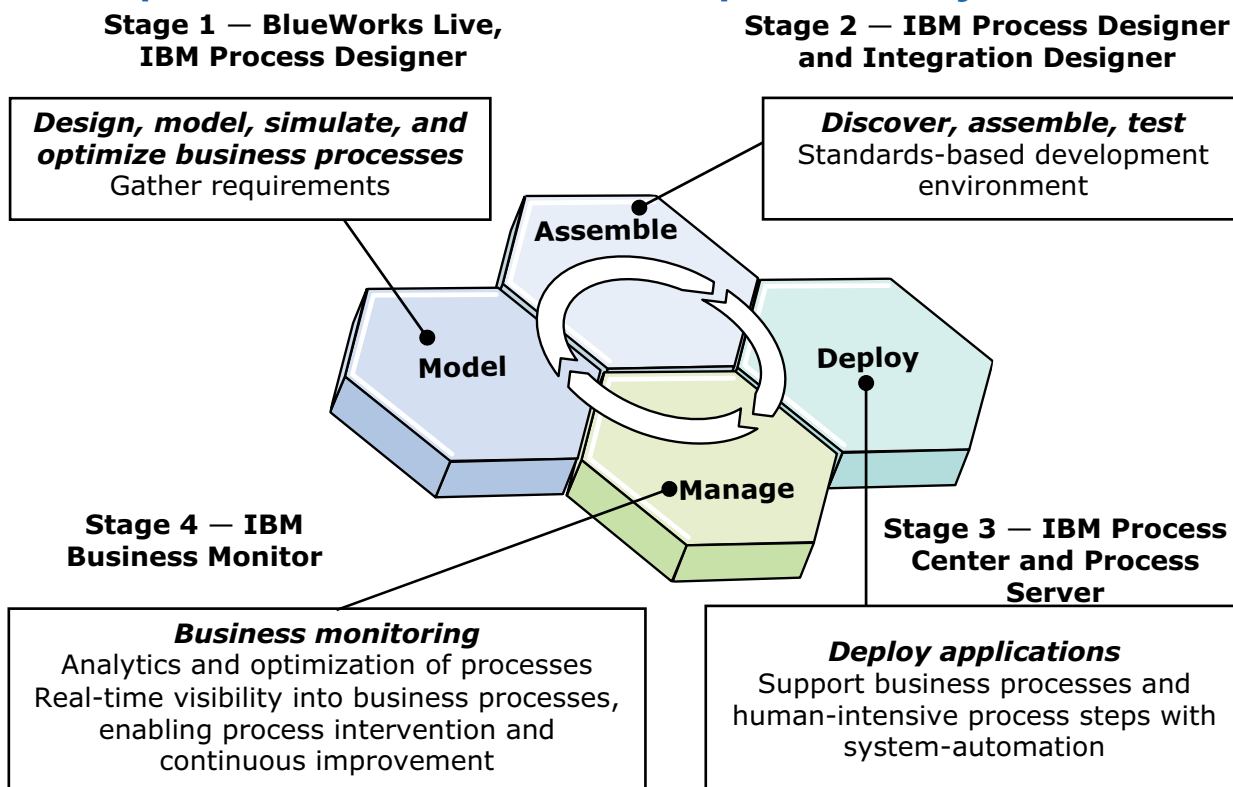 Stage 1 — BlueWorks Live,
IBM Process Designer
Stage 2 — IBM Process Designer
and Integration Designer
Design, model, simulate, and
optimize business processes
Gather requirements
Discover, assemble, test
Standards-based development
environment
Assemble
Model
Deploy
Manage
Stage 4 — IBM
Business Monitor
Stage 3 — IBM Process
Center and Process
Server
Business monitoring
Analytics and optimization of processes
Real-time visibility into business processes,
enabling process intervention and
continuous improvement
Deploy applications
Support business processes and
human-intensive process steps with
system-automation